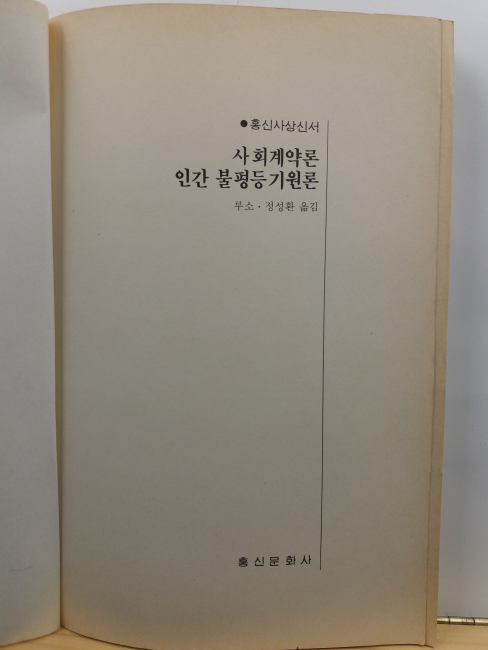 ●홍신사상신서
사회계약론
인간 불평등기원론
루소 · 정성환 옮김
홍신문화사